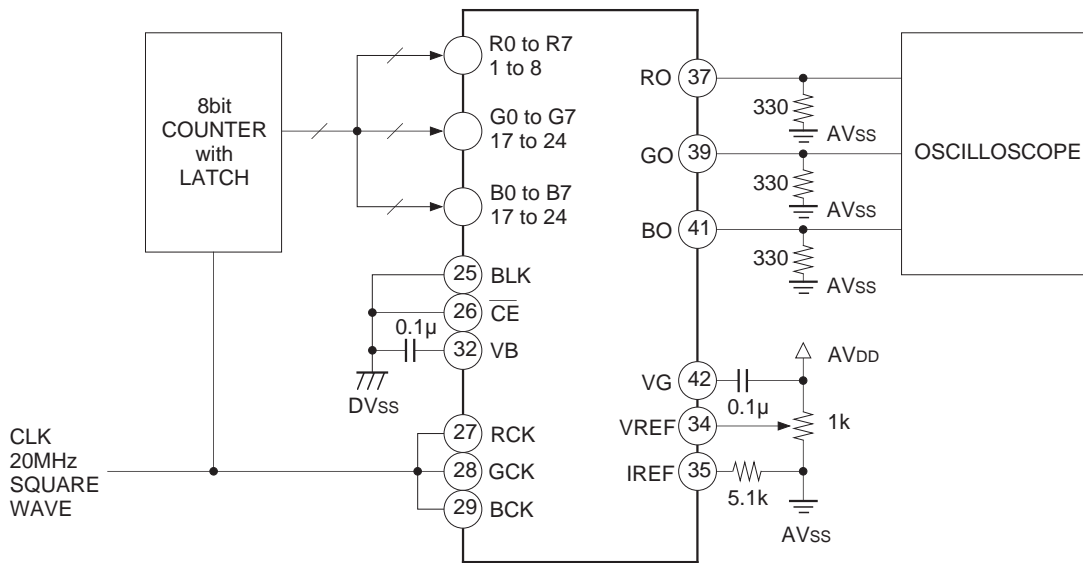 8bit
COUNTER
with
LATCH
R0 to R7
1 to 8
G0 to G7
17 to 24
B0 to B7
17 to 24
25
BLK
26
CE
0.1μ
32
VB
DVss
CLK
20MHz
SQUARE
WAVE
27
RCK
28
GCK
29
BCK
RO
37
330
AVss
GO
39
330
AVss
BO
41
330
AVss
OSCILLOSCOPE
AVDD
VG
42
0.1μ
VREF
34
1k
IREF
35
5.1k
AVss